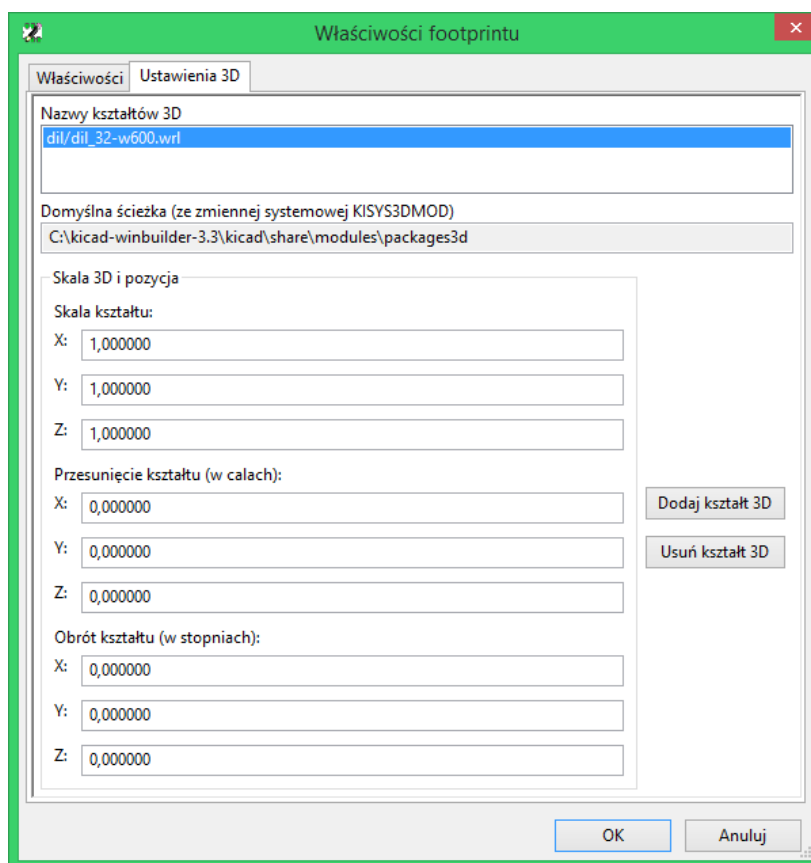 Właściwości footprintu
Właściwości Ustawienia 3D
Nazwy kształtów 3D
dil/dil_32-w600.wrl
Domyślna ścieżka (ze zmiennej systemowej KISYS3DMOD)
C:\kicad-winbuilder-3.3\kicad\share\modules\packages3d
Skala 3D i pozycja
Skala kształtu:
X: 1,000000
Y: 1,000000
Z: 1,000000
Przesunięcie kształtu (w calach):
X: 0,000000
Dodaj kształt 3D
Y: 0,000000
Usuń kształt 3D
Z: 0,000000
Obrót kształtu (w stopniach):
X: 0,000000
Y: 0,000000
Z: 0,000000
OK Anuluj